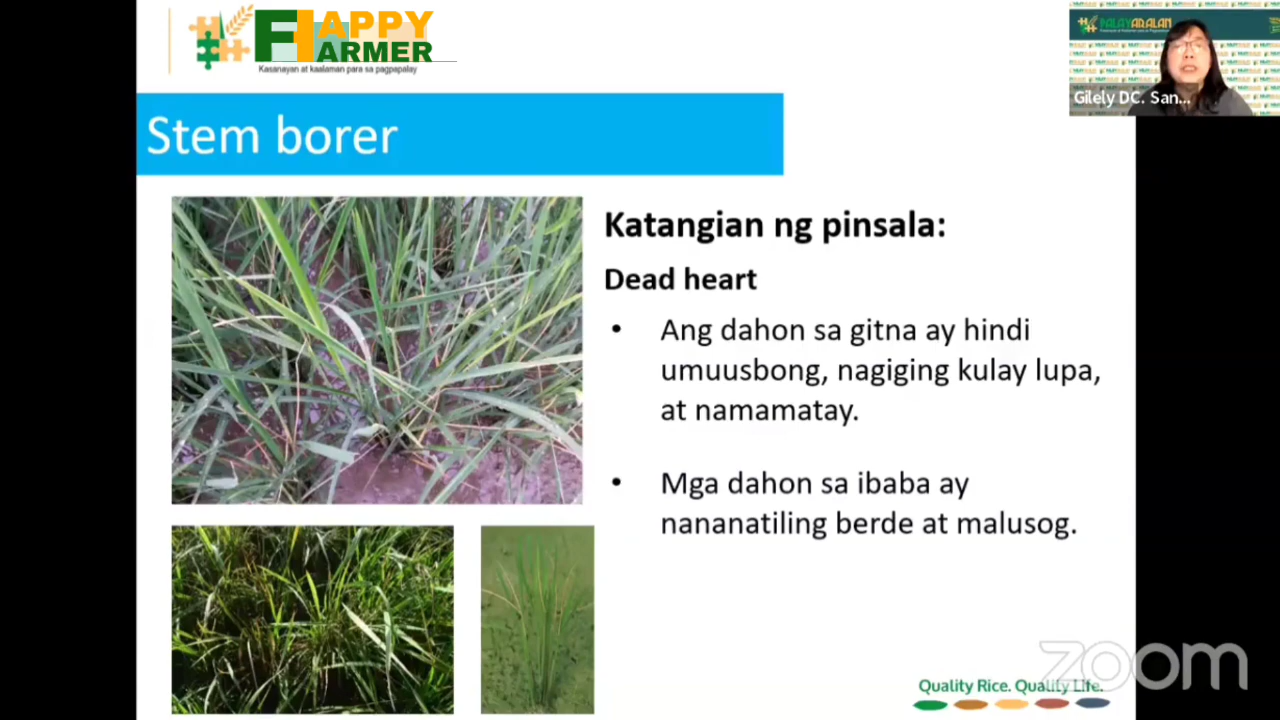 HAPPY
FARMER
Kasanayan at kaalaman para sa pagpapalay
PALAYARALAN
Gilely DC. San...
Stem borer
Katangian ng pinsala:
Dead heart
• Ang dahon sa gitna ay hindi
umuusbong, nagiging kulay lupa,
at namamatay.
• Mga dahon sa ibaba ay
nananatiling berde at malusog.
zoom
Quality Rice. Quality Life.